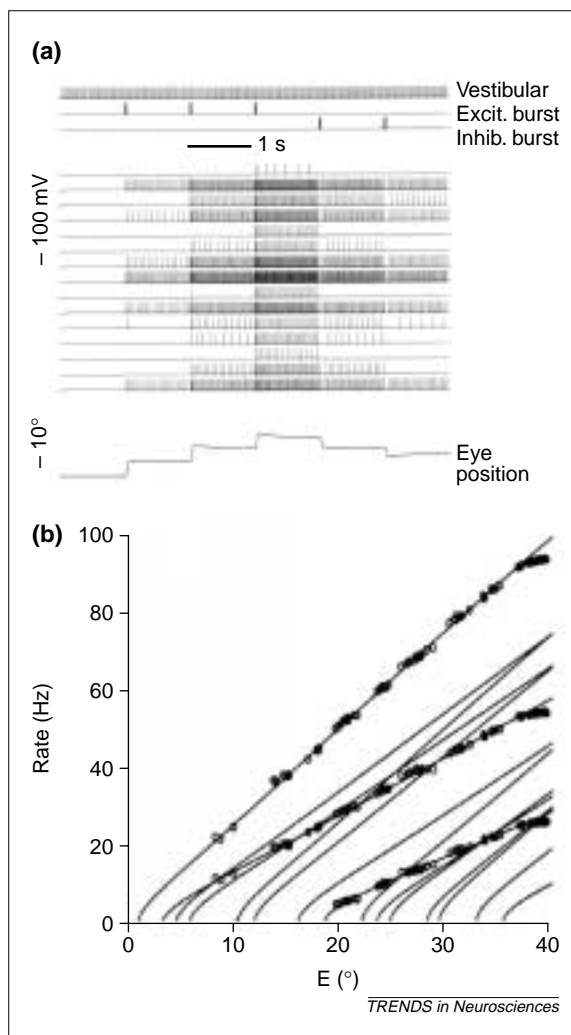 (a)
Vestibular
Excit. burst
Inhib. burst
1 s
– 100 mV
– 10°
Eye
position
(b)
100
80
60
40
20
0
Rate (Hz)
0
10
20
30
40
E (°)
TRENDS in Neurosciences